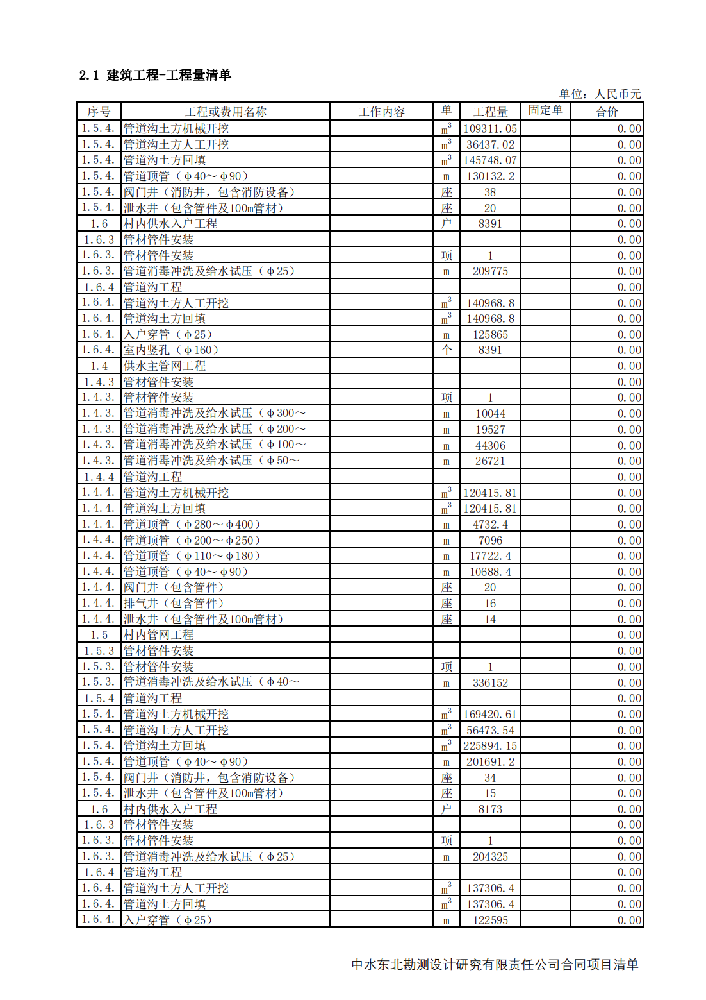 2.1 建筑工程-工程量清单
单位：人民币元
序号 工程或费用名称 工作内容 单 工程量 固定单 合价
1.5.4. 管道沟土方机械开挖 m³ 109311.05 0.00
1.5.4. 管道沟土方人工开挖 m³ 36437.02 0.00
1.5.4. 管道沟土方回填 m³ 145748.07 0.00
1.5.4. 管道顶管（φ40～φ90） m 130132.2 0.00
1.5.4. 阀门井（消防井，包含消防设备） 座 38 0.00
1.5.4. 泄水井（包含管件及100m管材） 座 20 0.00
1.6 村内供水入户工程 户 8391 0.00
1.6.3 管材管件安装 0.00
1.6.3. 管材管件安装 项 1 0.00
1.6.3. 管道消毒冲洗及给水试压（φ25） m 209775 0.00
1.6.4 管道沟工程 0.00
1.6.4. 管道沟土方人工开挖 m³ 140968.8 0.00
1.6.4. 管道沟土方回填 m³ 140968.8 0.00
1.6.4. 入户穿管（φ25） m 125865 0.00
1.6.4. 室内竖孔（φ160） 个 8391 0.00
1.4 供水主管网工程 0.00
1.4.3 管材管件安装 0.00
1.4.3. 管材管件安装 项 1 0.00
1.4.3. 管道消毒冲洗及给水试压（φ300～ m 10044 0.00
1.4.3. 管道消毒冲洗及给水试压（φ200～ m 19527 0.00
1.4.3. 管道消毒冲洗及给水试压（φ100～ m 44306 0.00
1.4.3. 管道消毒冲洗及给水试压（φ50～ m 26721 0.00
1.4.4 管道沟工程 0.00
1.4.4. 管道沟土方机械开挖 m³ 120415.81 0.00
1.4.4. 管道沟土方回填 m³ 120415.81 0.00
1.4.4. 管道顶管（φ280～φ400） m 4732.4 0.00
1.4.4. 管道顶管（φ200～φ250） m 7096 0.00
1.4.4. 管道顶管（φ110～φ180） m 17722.4 0.00
1.4.4. 管道顶管（φ40～φ90） m 10688.4 0.00
1.4.4. 阀门井（包含管件） 座 20 0.00
1.4.4. 排气井（包含管件） 座 16 0.00
1.4.4. 泄水井（包含管件及100m管材） 座 14 0.00
1.5 村内管网工程 0.00
1.5.3 管材管件安装 0.00
1.5.3. 管材管件安装 项 1 0.00
1.5.3. 管道消毒冲洗及给水试压（φ40～ m 336152 0.00
1.5.4 管道沟工程 0.00
1.5.4. 管道沟土方机械开挖 m³ 169420.61 0.00
1.5.4. 管道沟土方人工开挖 m³ 56473.54 0.00
1.5.4. 管道沟土方回填 m³ 225894.15 0.00
1.5.4. 管道顶管（φ40～φ90） m 201691.2 0.00
1.5.4. 阀门井（消防井，包含消防设备） 座 34 0.00
1.5.4. 泄水井（包含管件及100m管材） 座 15 0.00
1.6 村内供水入户工程 户 8173 0.00
1.6.3 管材管件安装 0.00
1.6.3. 管材管件安装 项 1 0.00
1.6.3. 管道消毒冲洗及给水试压（φ25） m 204325 0.00
1.6.4 管道沟工程 0.00
1.6.4. 管道沟土方人工开挖 m³ 137306.4 0.00
1.6.4. 管道沟土方回填 m³ 137306.4 0.00
1.6.4. 入户穿管（φ25） m 122595 0.00
中水东北勘测设计研究有限责任公司合同项目清单